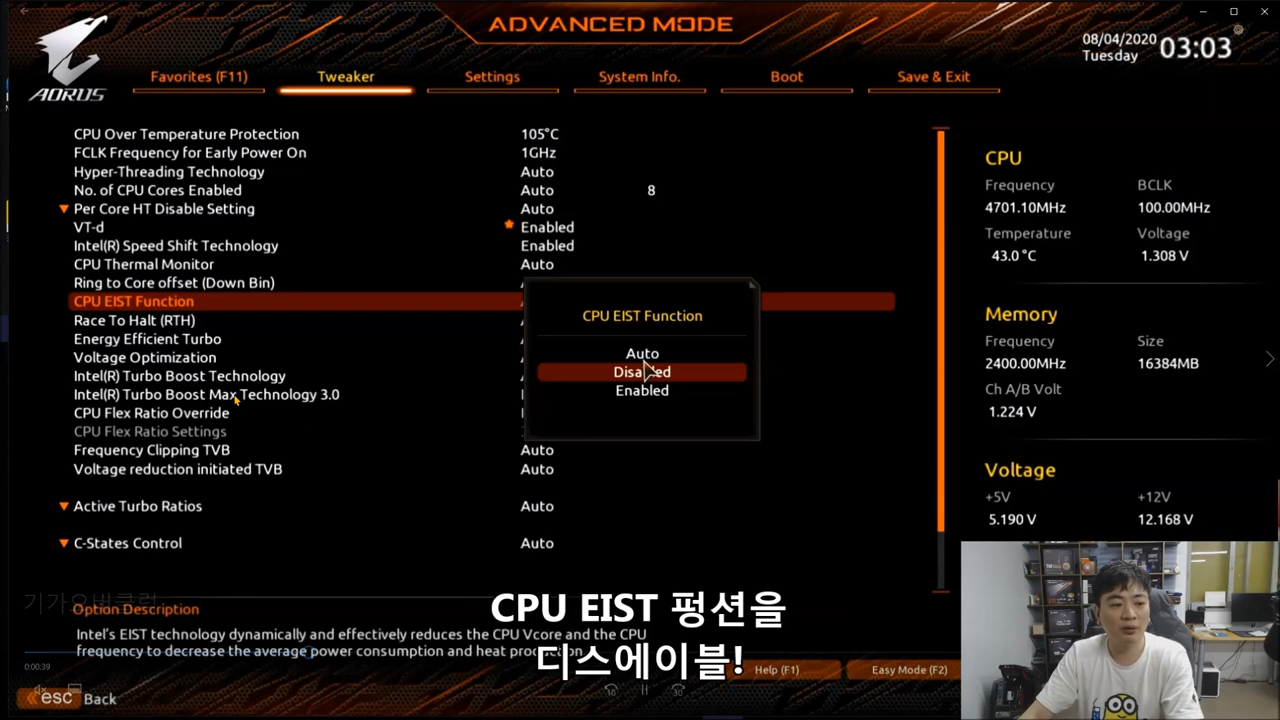 ADVANCED MODE
AORUS
08/04/2020
Tuesday
03:03
Favorites (F11)
Tweaker
Settings
System Info.
Boot
Save & Exit
CPU Over Temperature Protection 105°C
FCLK Frequency for Early Power On 1GHz
Hyper-Threading Technology Auto
No. of CPU Cores Enabled Auto 8
Per Core HT Disable Setting Auto
VT-d Enabled
Intel(R) Speed Shift Technology Enabled
CPU Thermal Monitor Auto
Ring to Core offset (Down Bin)
CPU EIST Function
Race To Halt (RTH)
Energy Efficient Turbo
Voltage Optimization
Intel(R) Turbo Boost Technology
Intel(R) Turbo Boost Max Technology 3.0
CPU Flex Ratio Override
CPU Flex Ratio Settings
Frequency Clipping TVB Auto
Voltage reduction initiated TVB Auto
Active Turbo Ratios Auto
C-States Control Auto
CPU EIST Function
Auto
Disabled
Enabled
CPU
Frequency BCLK
4701.10MHz 100.00MHz
Temperature Voltage
43.0 °C 1.308 V
Memory
Frequency Size
2400.00MHz 16384MB
Ch A/B Volt
1.224 V
Voltage
+5V +12V
5.190 V 12.168 V
Option Description
Intel's EIST technology dynamically and effectively reduces the CPU Vcore and the CPU
frequency to decrease the average power consumption and heat
CPU EIST 펑션을
디스에이블!
0:00:39
esc Back
10
30
Help (F1)
Easy Mode (F2)